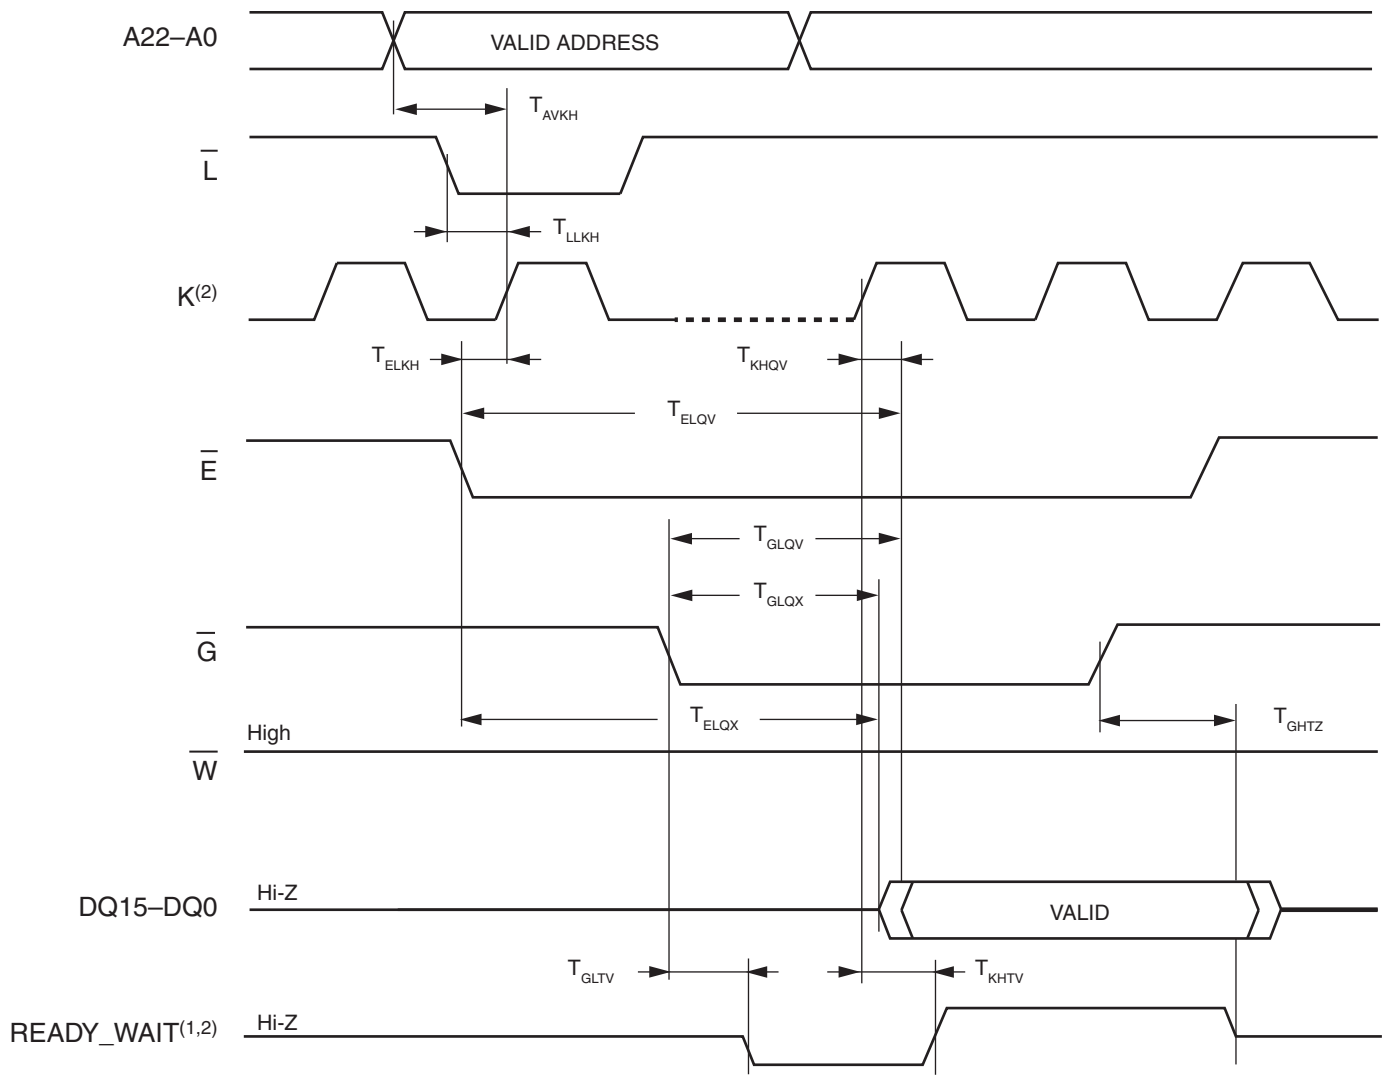 A22–A0
VALID ADDRESS
T_AVKH
L̅
T_LLKH
K(2)
T_ELKH
T_KHQV
T_ELQV
E̅
T_GLQV
T_GLQX
G̅
T_ELQX
T_GHTZ
High
W̅
Hi-Z
DQ15–DQ0
VALID
T_GLTV
T_KHTV
Hi-Z
READY_WAIT(1,2)